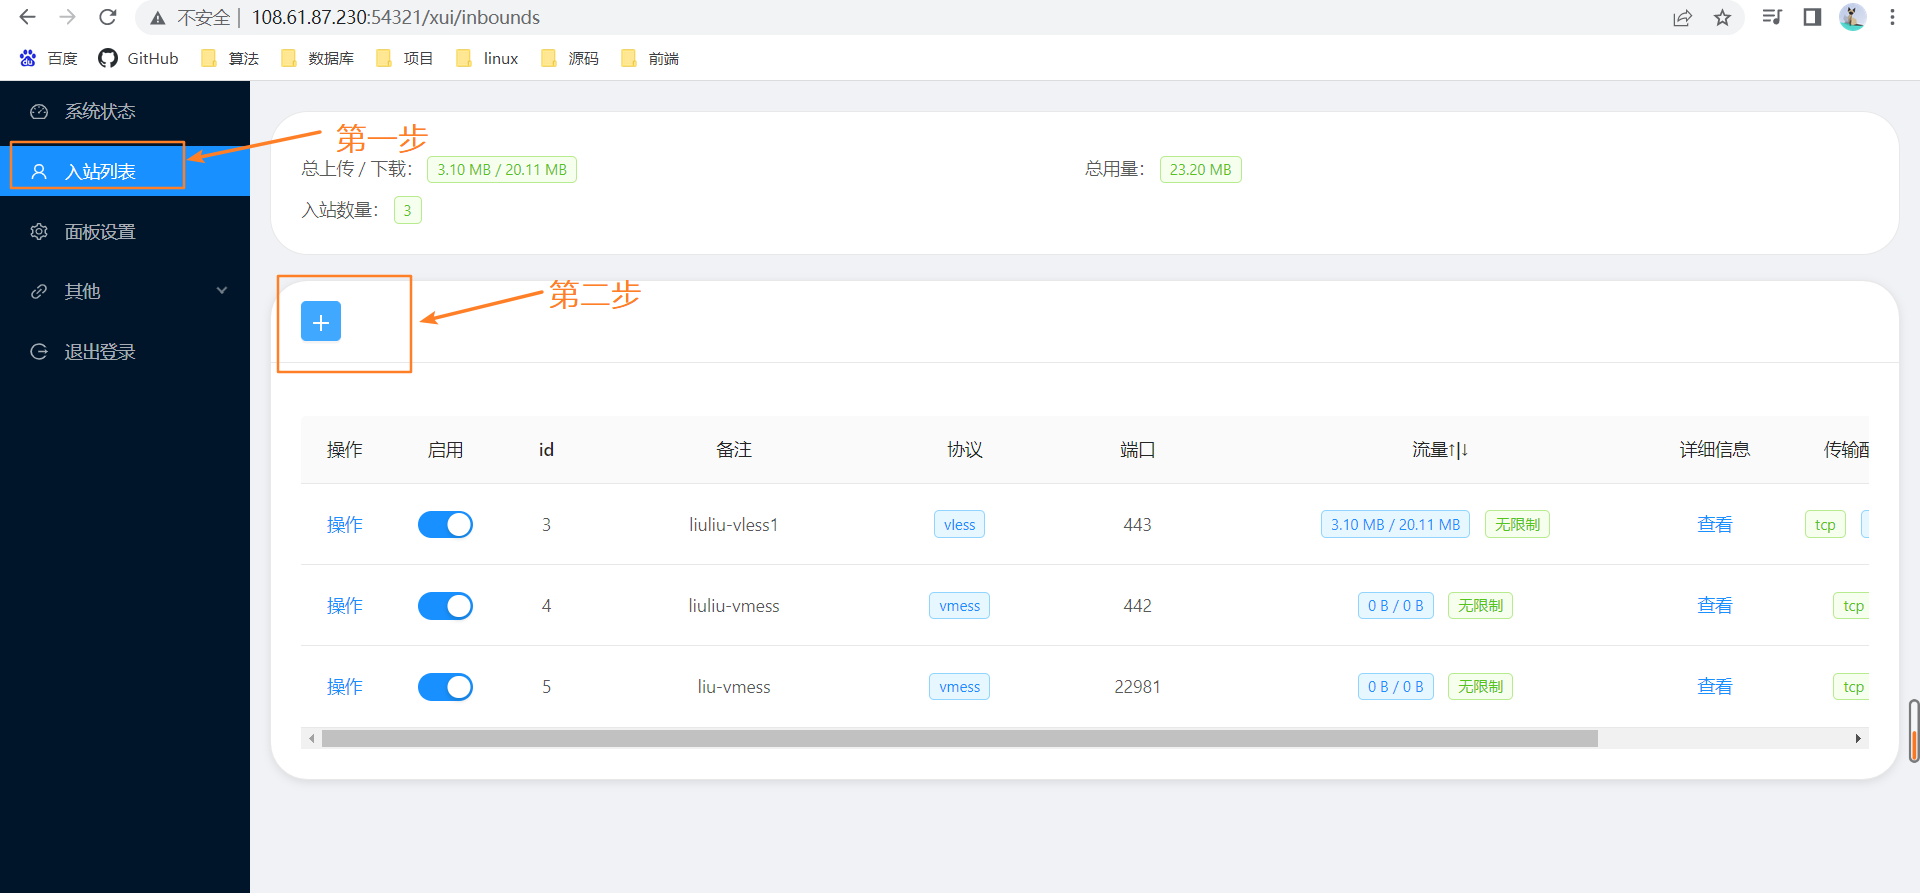 不安全 | 108.61.87.230:54321/xui/inbounds
百度 GitHub 算法 数据库 项目 linux 源码 前端
系统状态
入站列表
面板设置
其他
退出登录
第一步
总上传 / 下载： 3.10 MB / 20.11 MB 总用量： 23.20 MB
入站数量： 3
第二步
+
操作 启用 id 备注 协议 端口 流量↑|↓ 详细信息 传输配
操作 3 liuliu-vless1 vless 443 3.10 MB / 20.11 MB 无限制 查看 tcp
操作 4 liuliu-vmess vmess 442 0 B / 0 B 无限制 查看 tcp
操作 5 liu-vmess vmess 22981 0 B / 0 B 无限制 查看 tcp